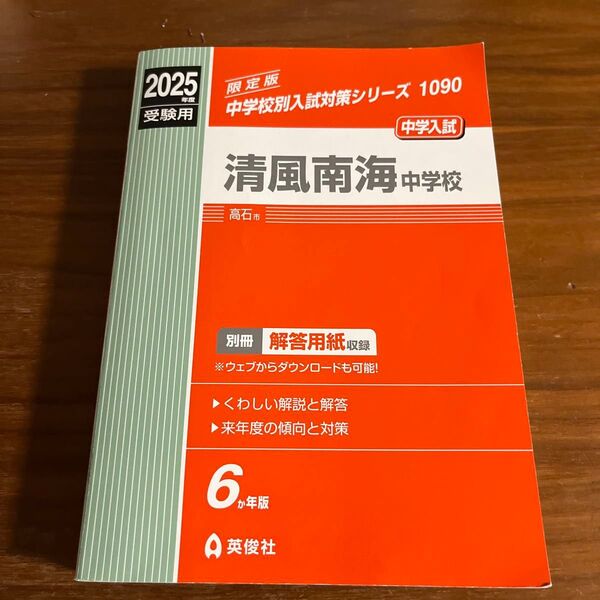 2025年度
受験用
限定版
中学校別入試対策シリーズ 1090
中学入試
清風南海中学校
高石市
別冊 解答用紙収録
※ウェブからダウンロードも可能!
▶くわしい解説と解答
▶来年度の傾向と対策
6か年版
英俊社